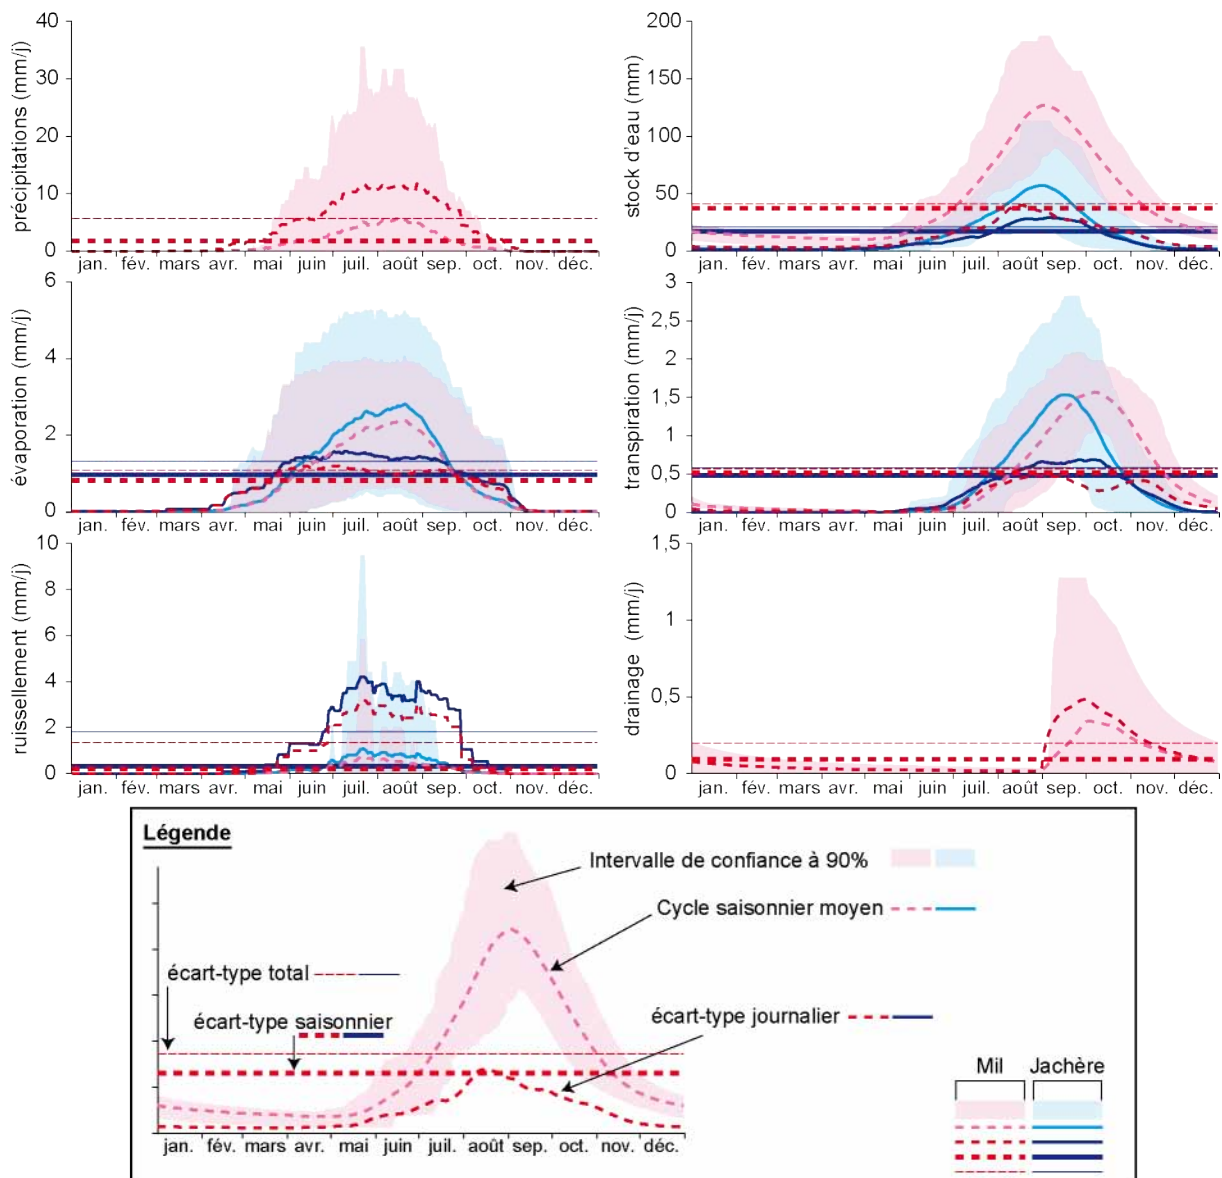 précipitations (mm/j)
40
30
20
10
0
jan. fév. mars avr. mai juin juil. août sep. oct. nov. déc.
stock d'eau (mm)
200
150
100
50
0
jan. fév. mars avr. mai juin juil. août sep. oct. nov. déc.
évaporation (mm/j)
6
4
2
0
jan. fév. mars avr. mai juin juil. août sep. oct. nov. déc.
transpiration (mm/j)
3
2,5
2
1,5
1
0,5
0
jan. fév. mars avr. mai juin juil. août sep. oct. nov. déc.
ruissellement (mm/j)
10
8
6
4
2
0
jan. fév. mars avr. mai juin juil. août sep. oct. nov. déc.
drainage (mm/j)
1,5
1
0,5
0
jan. fév. mars avr. mai juin juil. août sep. oct. nov. déc.
Légende
Intervalle de confiance à 90%
Cycle saisonnier moyen
écart-type total
écart-type saisonnier
écart-type journalier
Mil Jachère
jan. fév. mars avr. mai juin juil. août sep. oct. nov. déc.